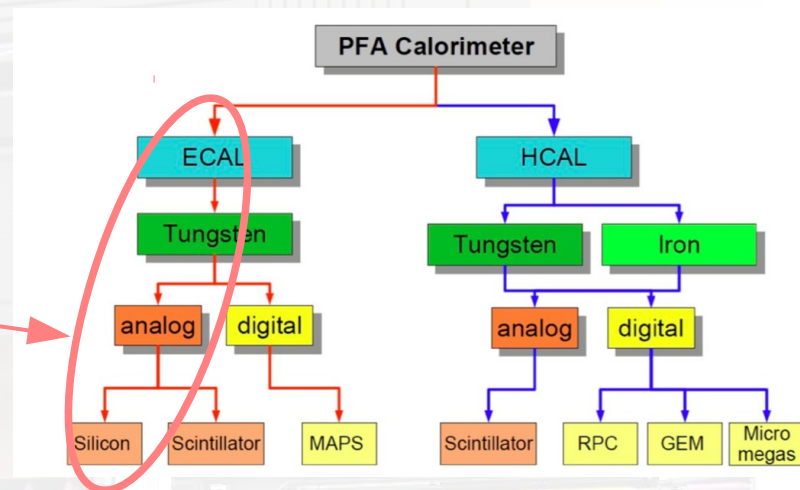 PFA Calorimeter
ECAL
HCAL
Tungsten
Tungsten
Iron
analog
digital
analog
digital
Silicon
Scintillator
MAPS
Scintillator
RPC
GEM
Micro
megas